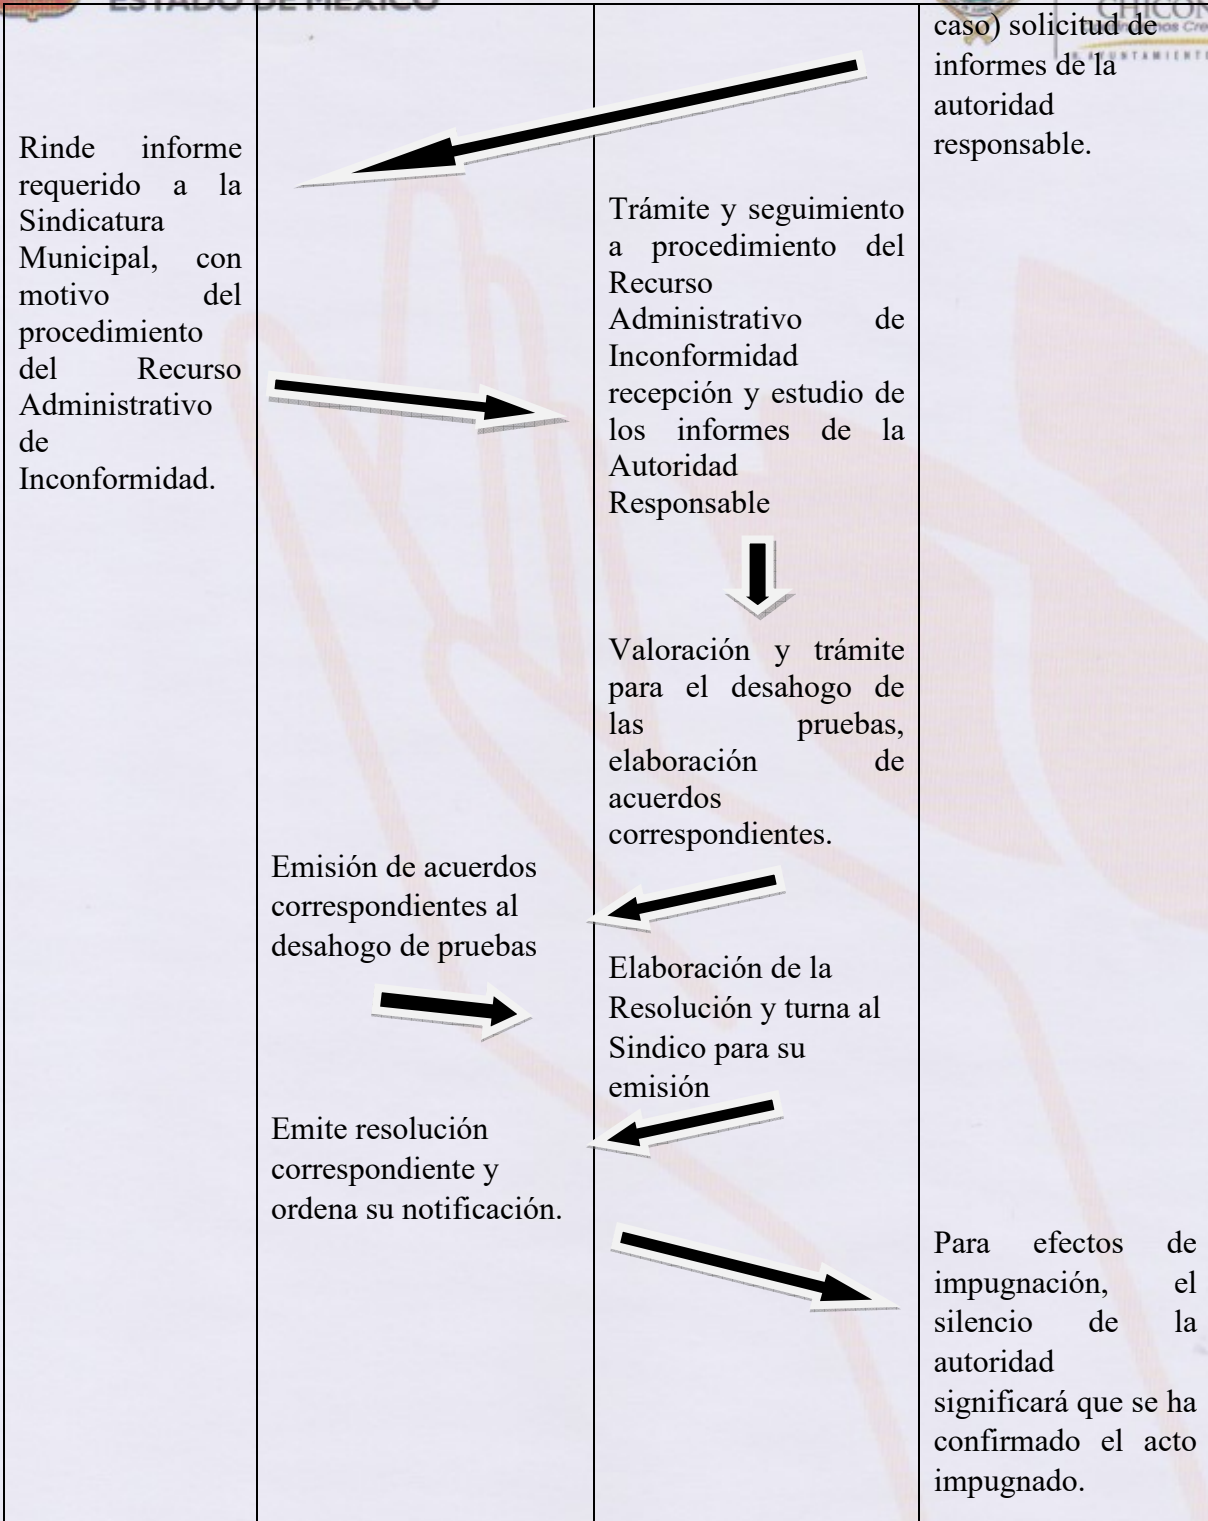 ESTADO DE MÉXICO
caso) solicitud de
informes de la
autoridad
responsable.
Rinde informe
requerido a la
Sindicatura
Municipal, con
motivo del
procedimiento
del Recurso
Administrativo
de
Inconformidad.
Trámite y seguimiento
a procedimiento del
Recurso
Administrativo de
Inconformidad
recepción y estudio de
los informes de la
Autoridad
Responsable
Valoración y trámite
para el desahogo de
las pruebas,
elaboración de
acuerdos
correspondientes.
Emisión de acuerdos
correspondientes al
desahogo de pruebas
Elaboración de la
Resolución y turna al
Sindico para su
emisión
Emite resolución
correspondiente y
ordena su notificación.
Para efectos de
impugnación, el
silencio de la
autoridad
significará que se ha
confirmado el acto
impugnado.